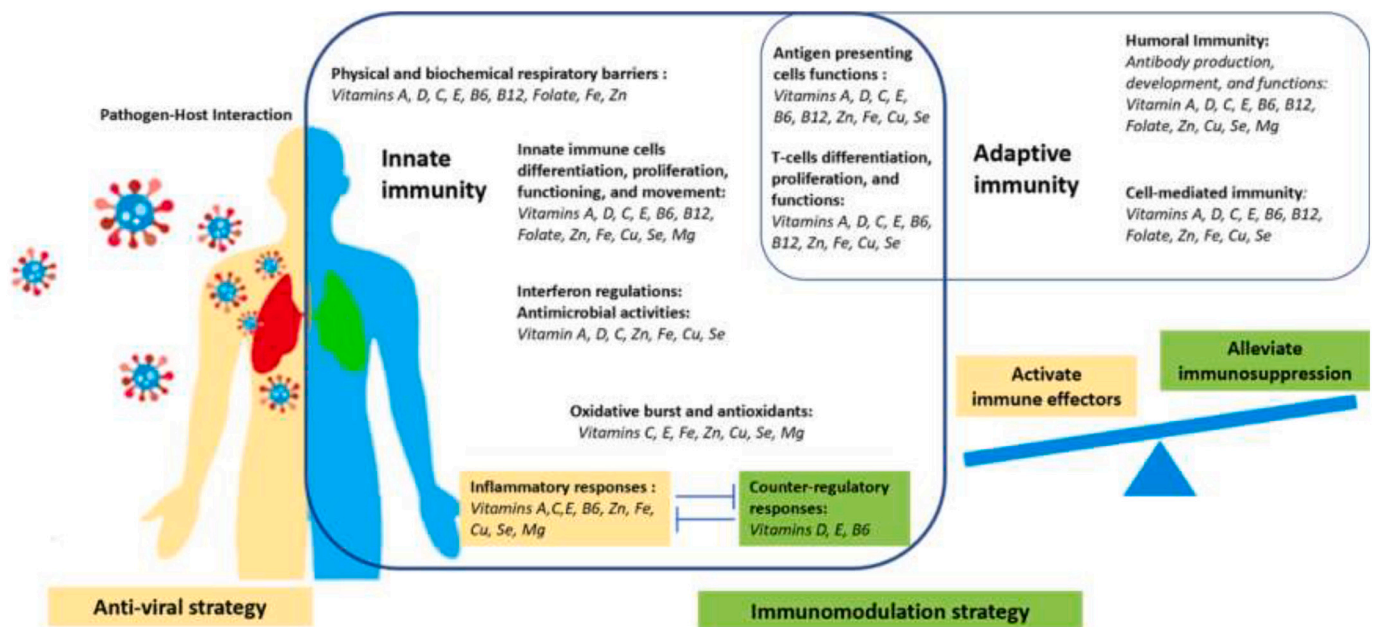 Physical and biochemical respiratory barriers :
Vitamins A, D, C, E, B6, B12, Folate, Fe, Zn
Pathogen-Host Interaction
Innate
immunity
Innate immune cells
differentiation, proliferation,
functioning, and movement:
Vitamins A, D, C, E, B6, B12,
Folate, Zn, Fe, Cu, Se, Mg
Interferon regulations:
Antimicrobial activities:
Vitamin A, D, C, Zn, Fe, Cu, Se
Oxidative burst and antioxidants:
Vitamins C, E, Fe, Zn, Cu, Se, Mg
Inflammatory responses :
Vitamins A,C,E, B6, Zn, Fe,
Cu, Se, Mg
Counter-regulatory
responses:
Vitamins D, E, B6
Antigen presenting
cells functions :
Vitamins A, D, C, E,
B6, B12, Zn, Fe, Cu, Se
T-cells differentiation,
proliferation, and
functions:
Vitamins A, D, C, E, B6,
B12, Zn, Fe, Cu, Se
Adaptive
immunity
Humoral Immunity:
Antibody production,
development, and functions:
Vitamin A, D, C, E, B6, B12,
Folate, Zn, Cu, Se, Mg
Cell-mediated immunity:
Vitamins A, D, C, E, B6, B12,
Folate, Zn, Fe, Cu, Se
Activate
immune effectors
Alleviate
immunosuppression
Anti-viral strategy
Immunomodulation strategy